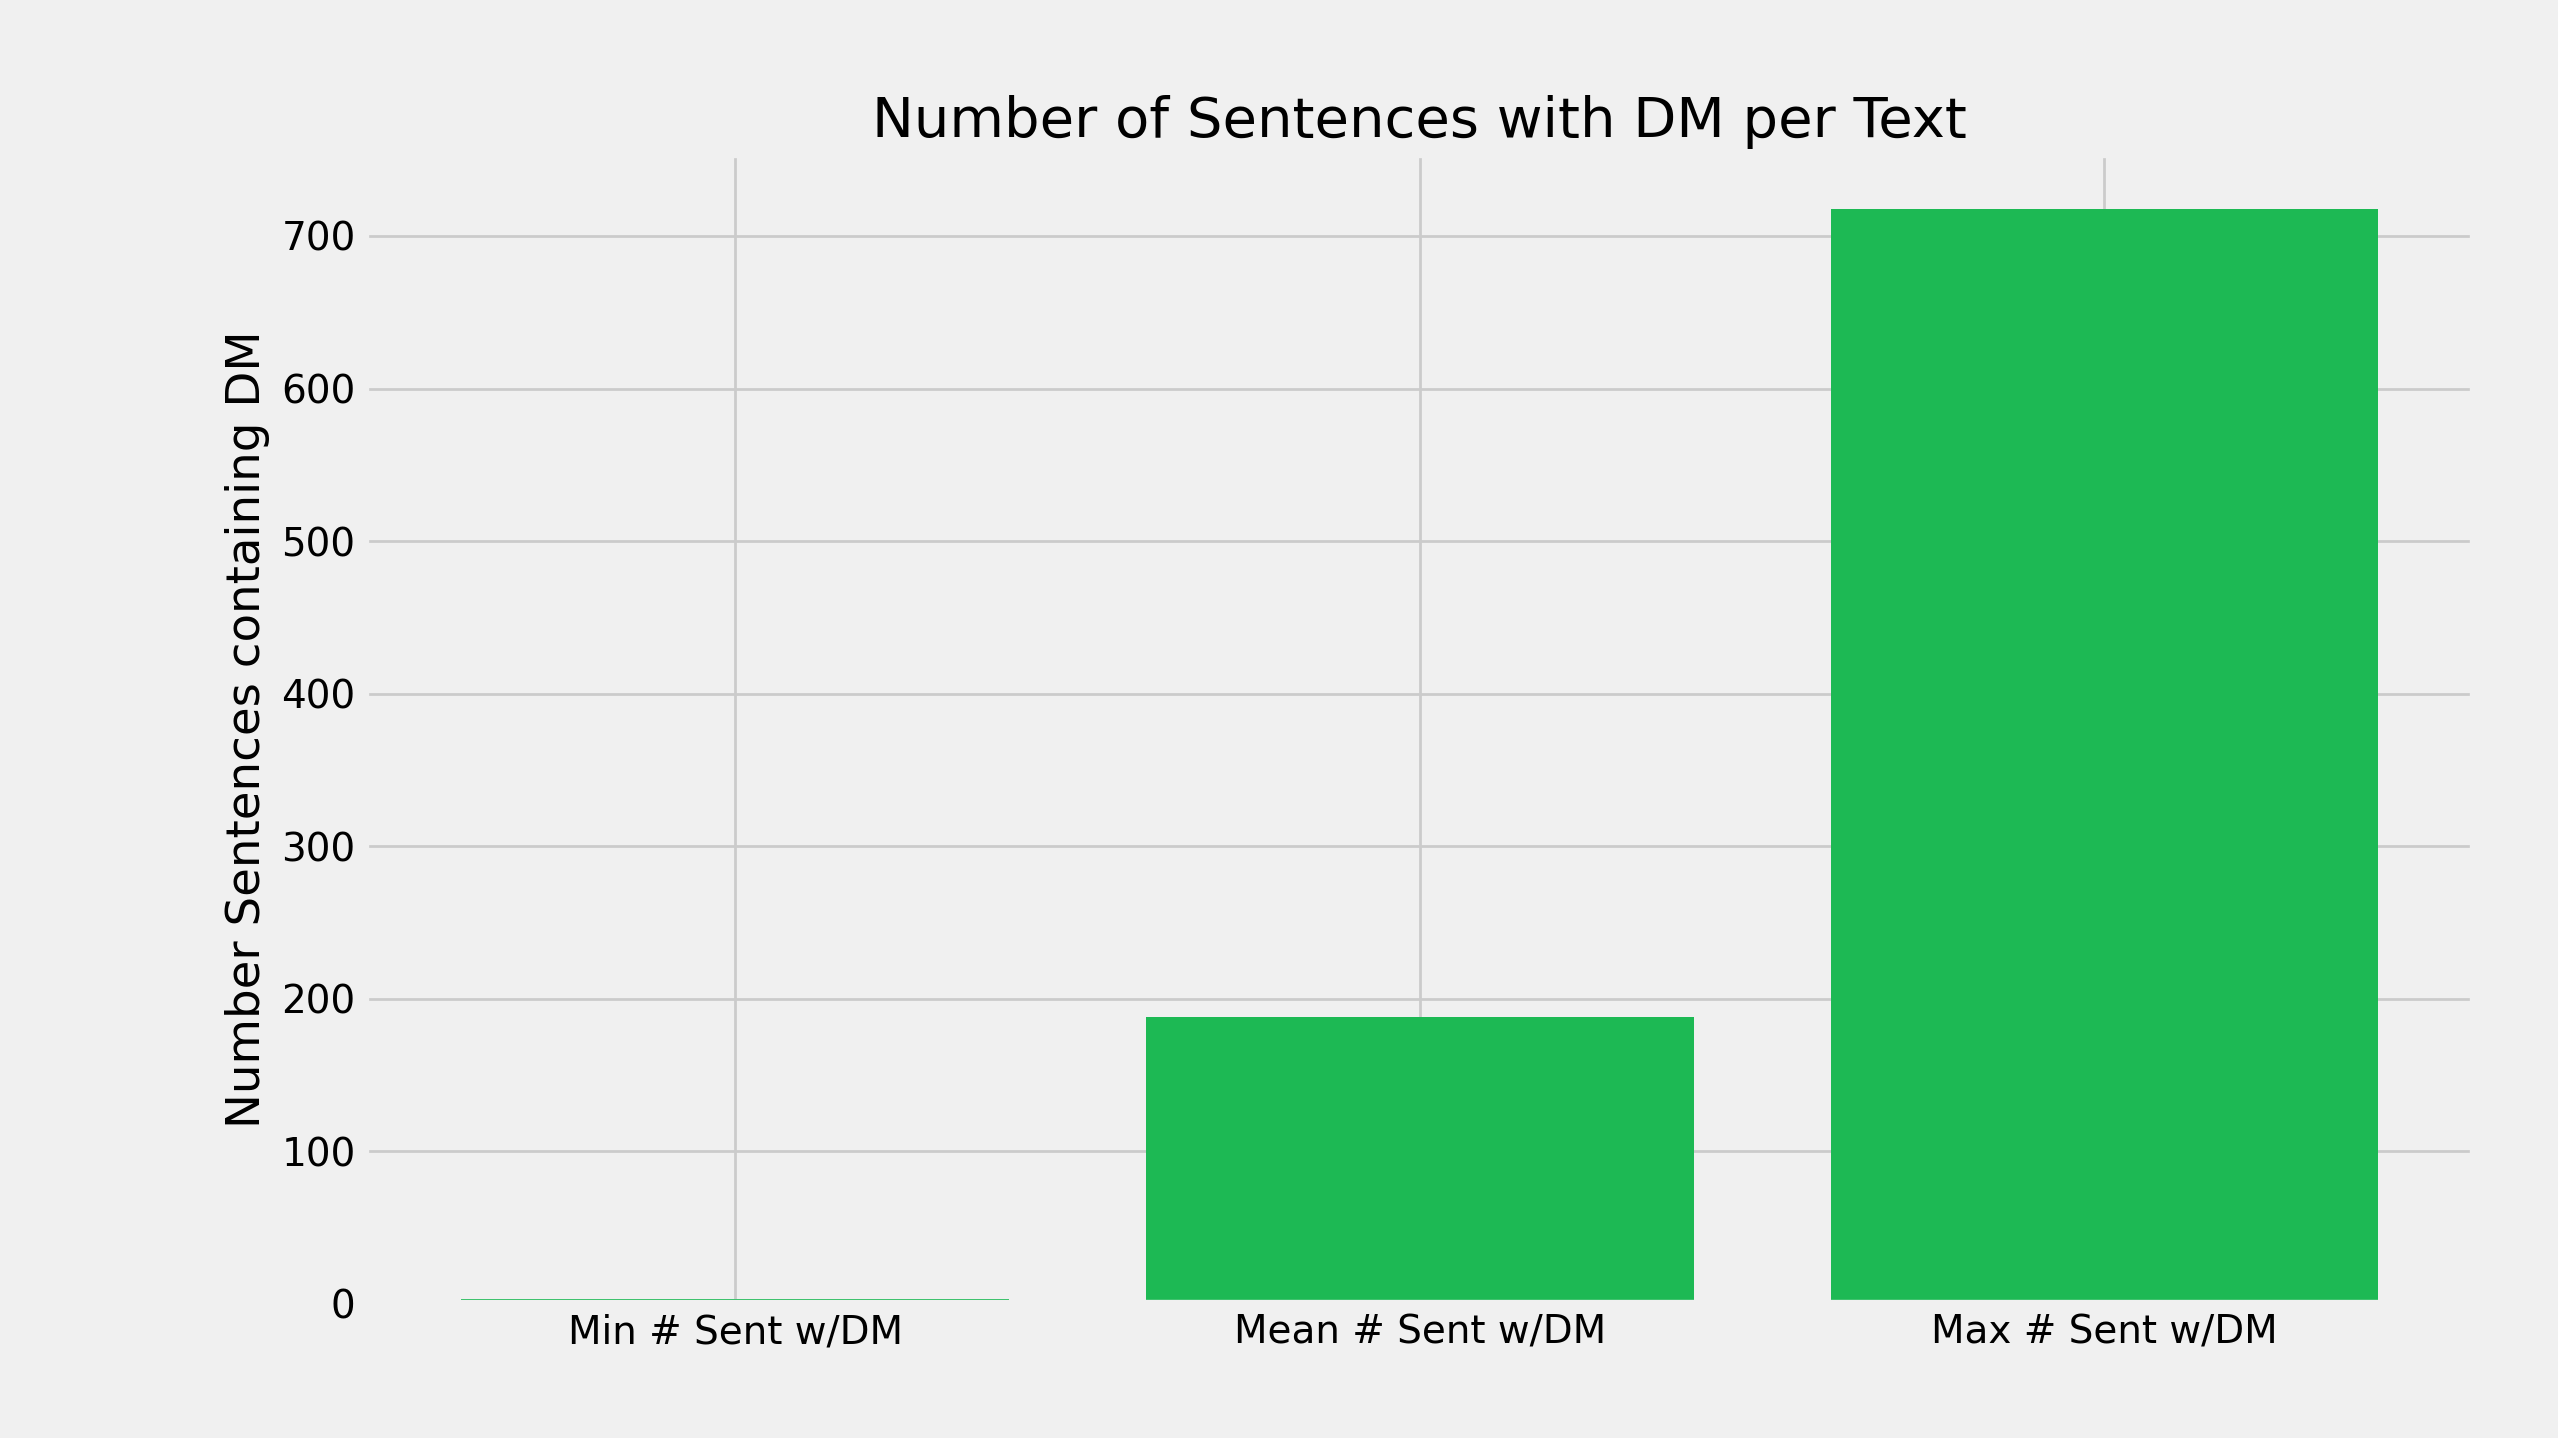 Number of Sentences with DM per Text
Number Sentences containing DM
700
600
500
400
300
200
100
0
Min # Sent w/DM
Mean # Sent w/DM
Max # Sent w/DM